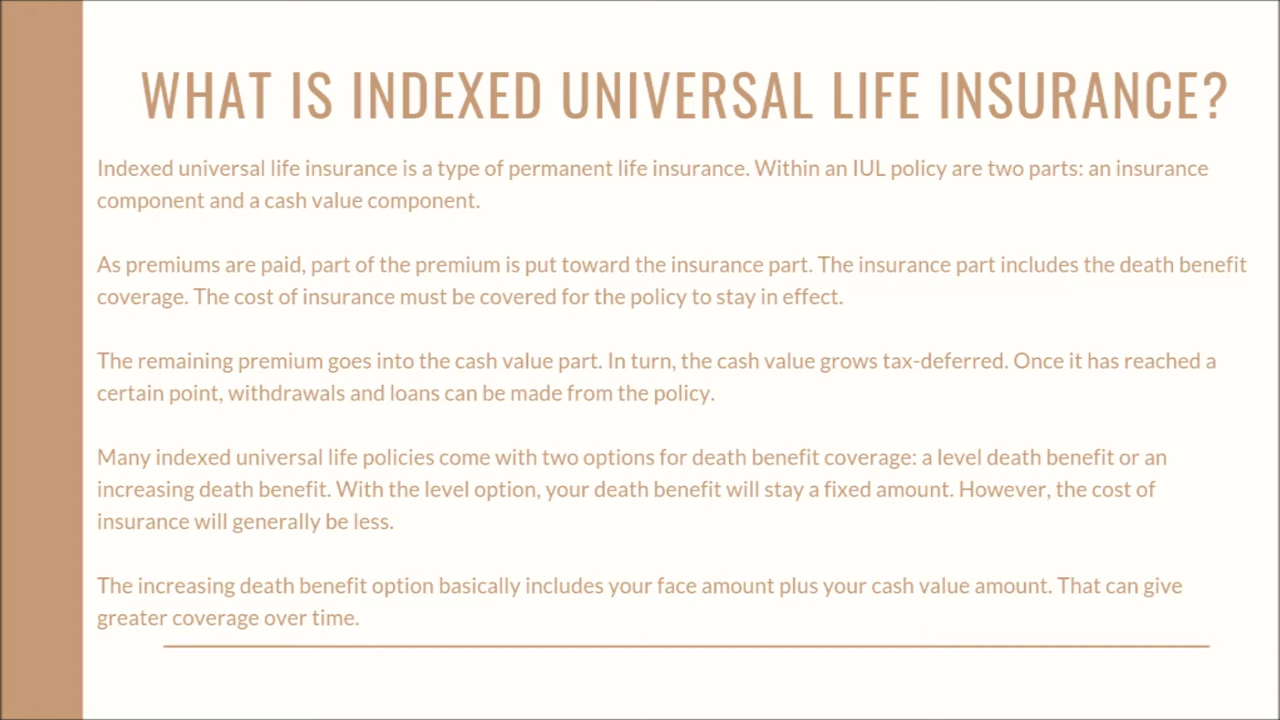 WHAT IS INDEXED UNIVERSAL LIFE INSURANCE?
Indexed universal life insurance is a type of permanent life insurance. Within an IUL policy are two parts: an insurance
component and a cash value component.
As premiums are paid, part of the premium is put toward the insurance part. The insurance part includes the death benefit
coverage. The cost of insurance must be covered for the policy to stay in effect.
The remaining premium goes into the cash value part. In turn, the cash value grows tax-deferred. Once it has reached a
certain point, withdrawals and loans can be made from the policy.
Many indexed universal life policies come with two options for death benefit coverage: a level death benefit or an
increasing death benefit. With the level option, your death benefit will stay a fixed amount. However, the cost of
insurance will generally be less.
The increasing death benefit option basically includes your face amount plus your cash value amount. That can give
greater coverage over time.